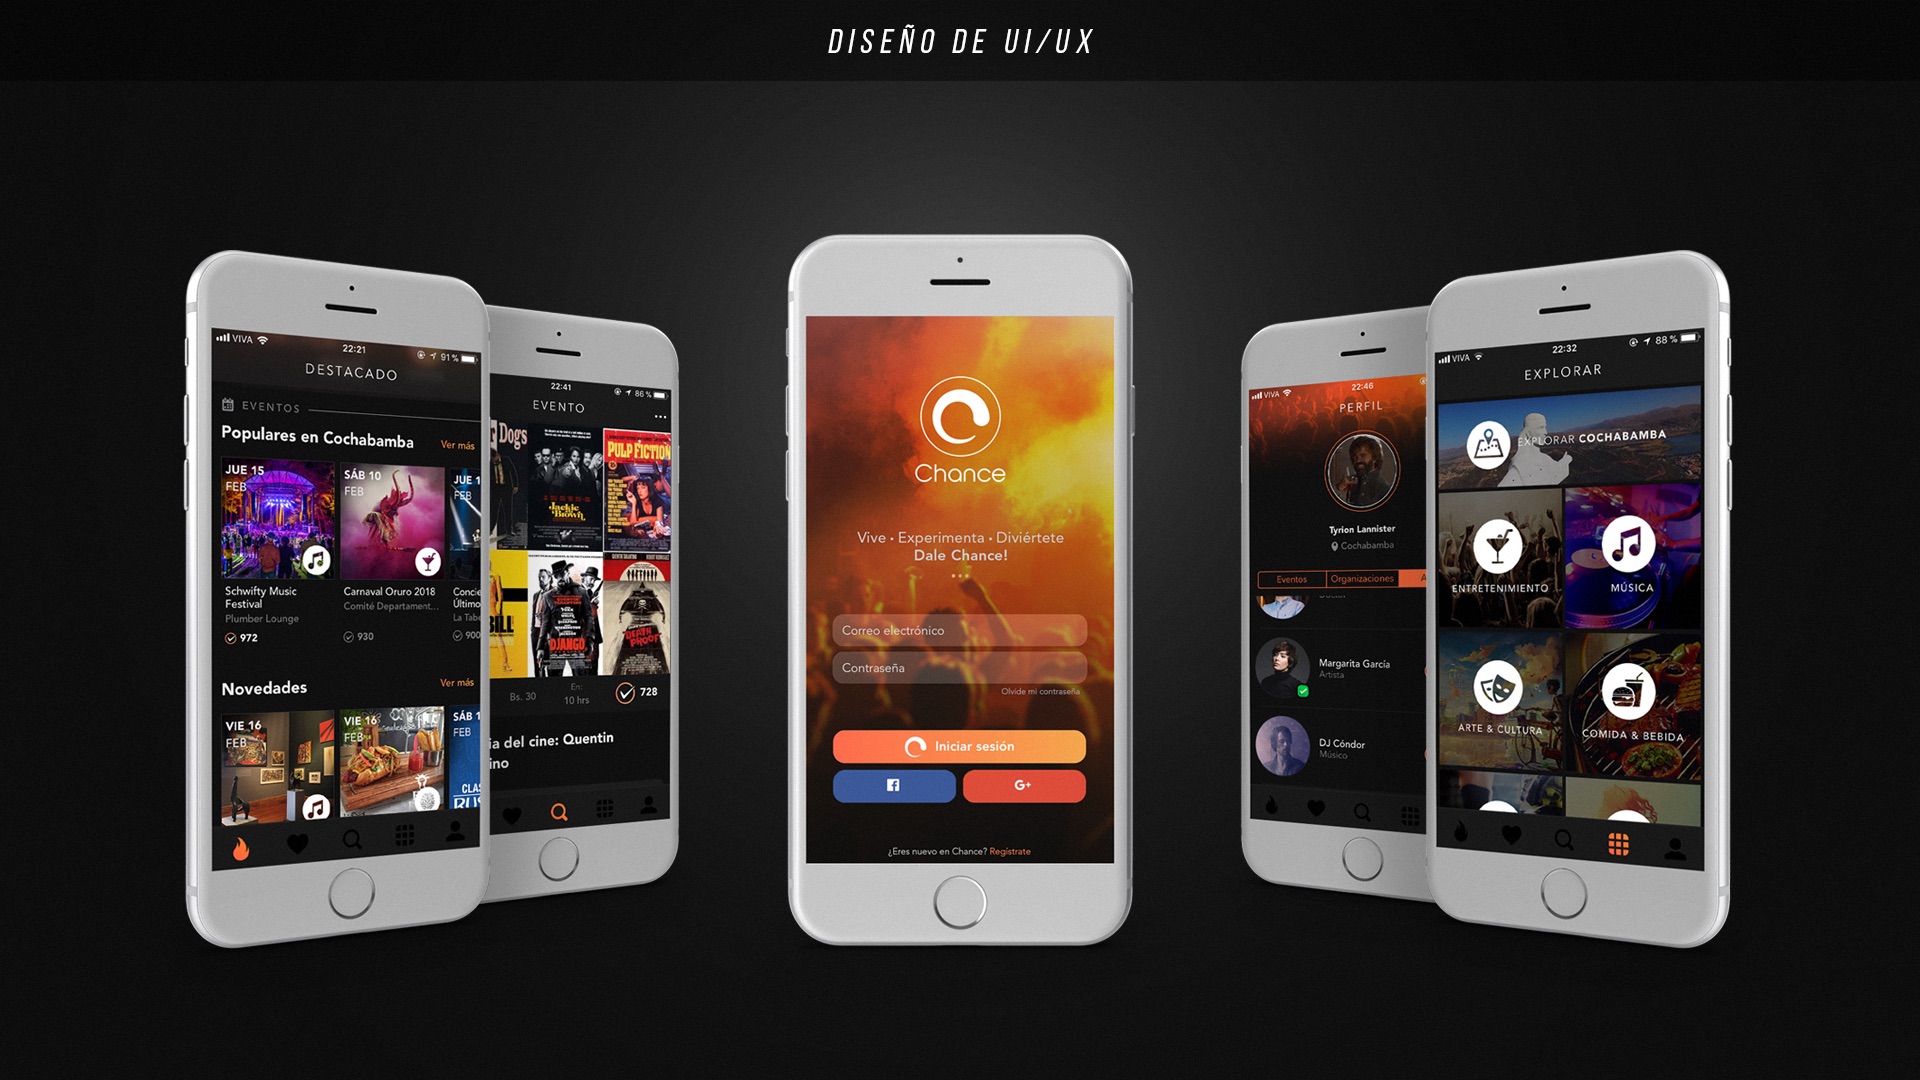 DISEÑO DE UI/UX
VIVA
22:21
91 %
DESTACADO
EVENTOS
Populares en Cochabamba
Ver más
JUE 15
FEB
SÁB 10
FEB
JUE 1
FEB
Schwifty Music
Festival
Plumber Lounge
972
Carnaval Oruro 2018
Comité Departament...
930
Concie
Último
La Tabe
900
Novedades
Ver más
VIE 16
FEB
VIE 16
FEB
SÁB 1
FEB
CLAS
22:41
86 %
EVENTO
Dogs
Jackie
Brown
PULP FICTION
BILL
DJANGO
QUENTIN TARANTINO
DEATH
PROOF
Bs. 30
En:
10 hrs
728
ia del cine: Quentin
ino
Chance
Vive • Experimenta • Diviértete
Dale Chance!
Correo electrónico
Contraseña
Olvide mi contraseña
Iniciar sesión
G+
¿Eres nuevo en Chance? Regístrate
VIVA
22:46
PERFIL
Tyrion Lannister
Cochabamba
Eventos
Organizaciones
A
Margarita García
Artista
DJ Cóndor
Músico
VIVA
22:32
88 %
EXPLORAR
EXPLORAR COCHABAMBA
ENTRETENIMIENTO
MÚSICA
ARTE & CULTURA
COMIDA & BEBIDA